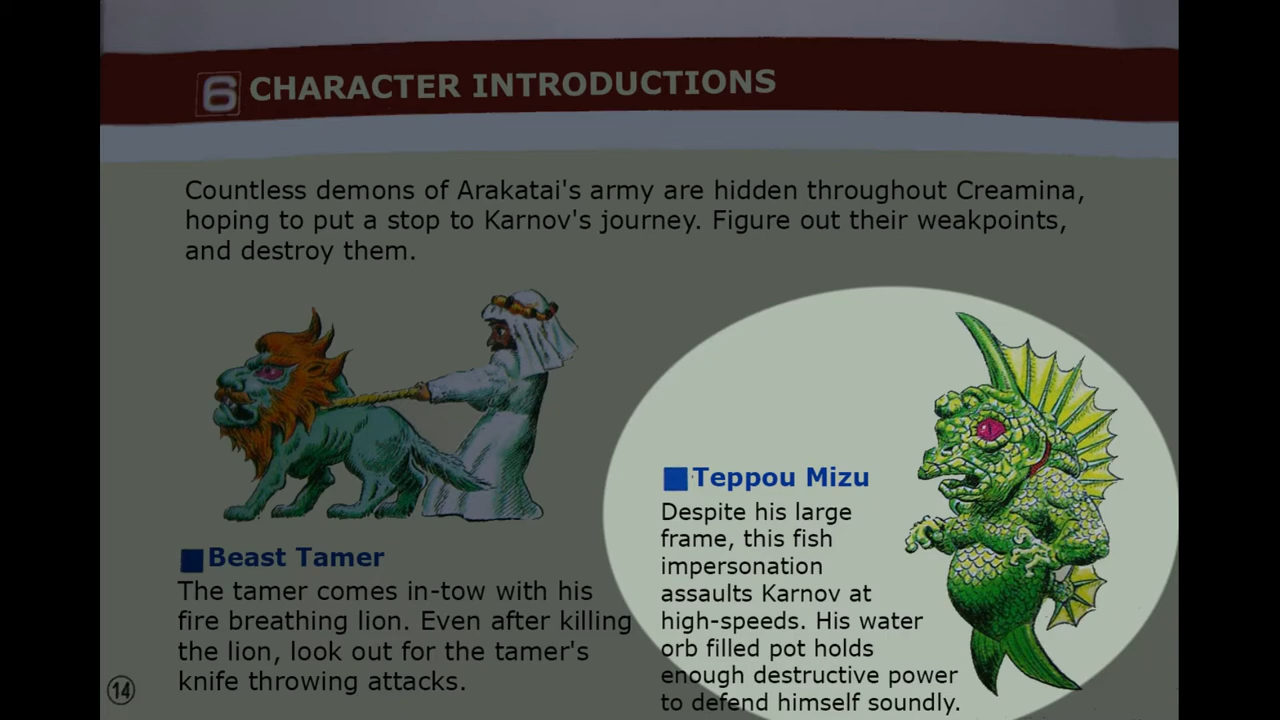 6 CHARACTER INTRODUCTIONS
Countless demons of Arakatai's army are hidden throughout Creamina,
hoping to put a stop to Karnov's journey. Figure out their weakpoints,
and destroy them.
Beast Tamer
The tamer comes in-tow with his
fire breathing lion. Even after killing
the lion, look out for the tamer's
knife throwing attacks.
Teppou Mizu
Despite his large
frame, this fish
impersonation
assaults Karnov at
high-speeds. His water
orb filled pot holds
enough destructive power
to defend himself soundly.
14